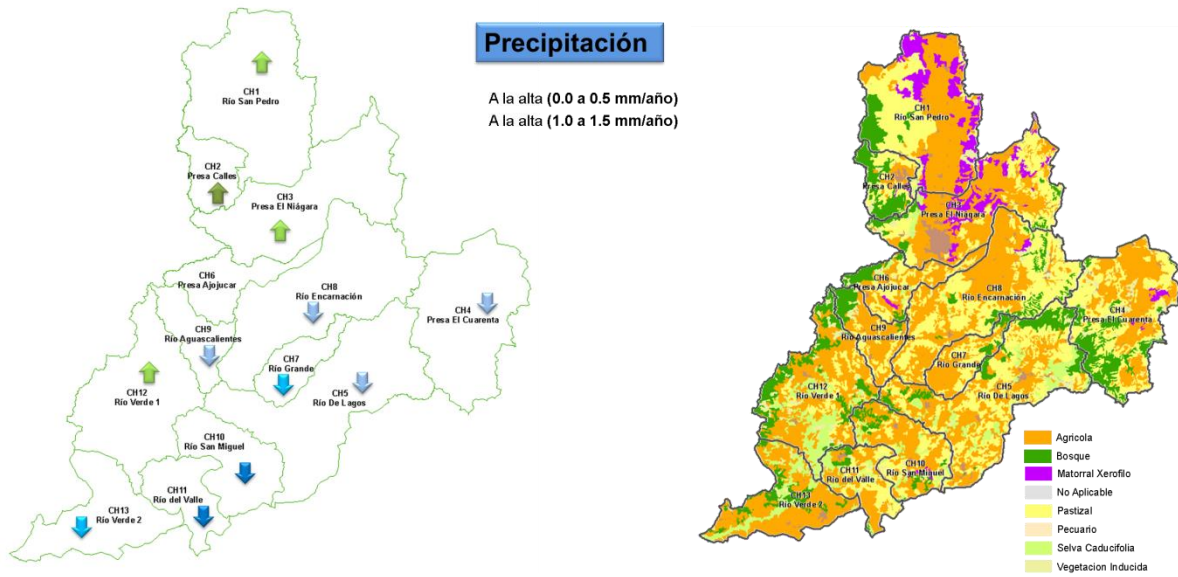 Precipitación
A la alta (0.0 a 0.5 mm/año)
A la alta (1.0 a 1.5 mm/año)
CH1
Río San Pedro
CH2
Presa Calles
CH3
Presa El Niágara
CH6
Presa Ajojucar
CH8
Río Encarnación
CH4
Presa El Cuarenta
CH9
Río Aguascalientes
CH7
Río Grande
CH5
Río De Lagos
CH12
Río Verde 1
CH10
Río San Miguel
CH11
Río del Valle
CH13
Río Verde 2
CH1
Río San Pedro
CH2
Presa Calles
CH3
Presa El Niágara
CH6
Presa Ajojucar
CH8
Río Encarnación
CH4
Presa El Cuarenta
CH9
Río Aguascalientes
CH7
Río Grande
CH5
Río De Lagos
CH12
Río Verde 1
CH10
Río San Miguel
CH11
Río del Valle
CH13
Río Verde 2
Agricola
Bosque
Matorral Xerofilo
No Aplicable
Pastizal
Pecuario
Selva Caducifolia
Vegetacion Inducida